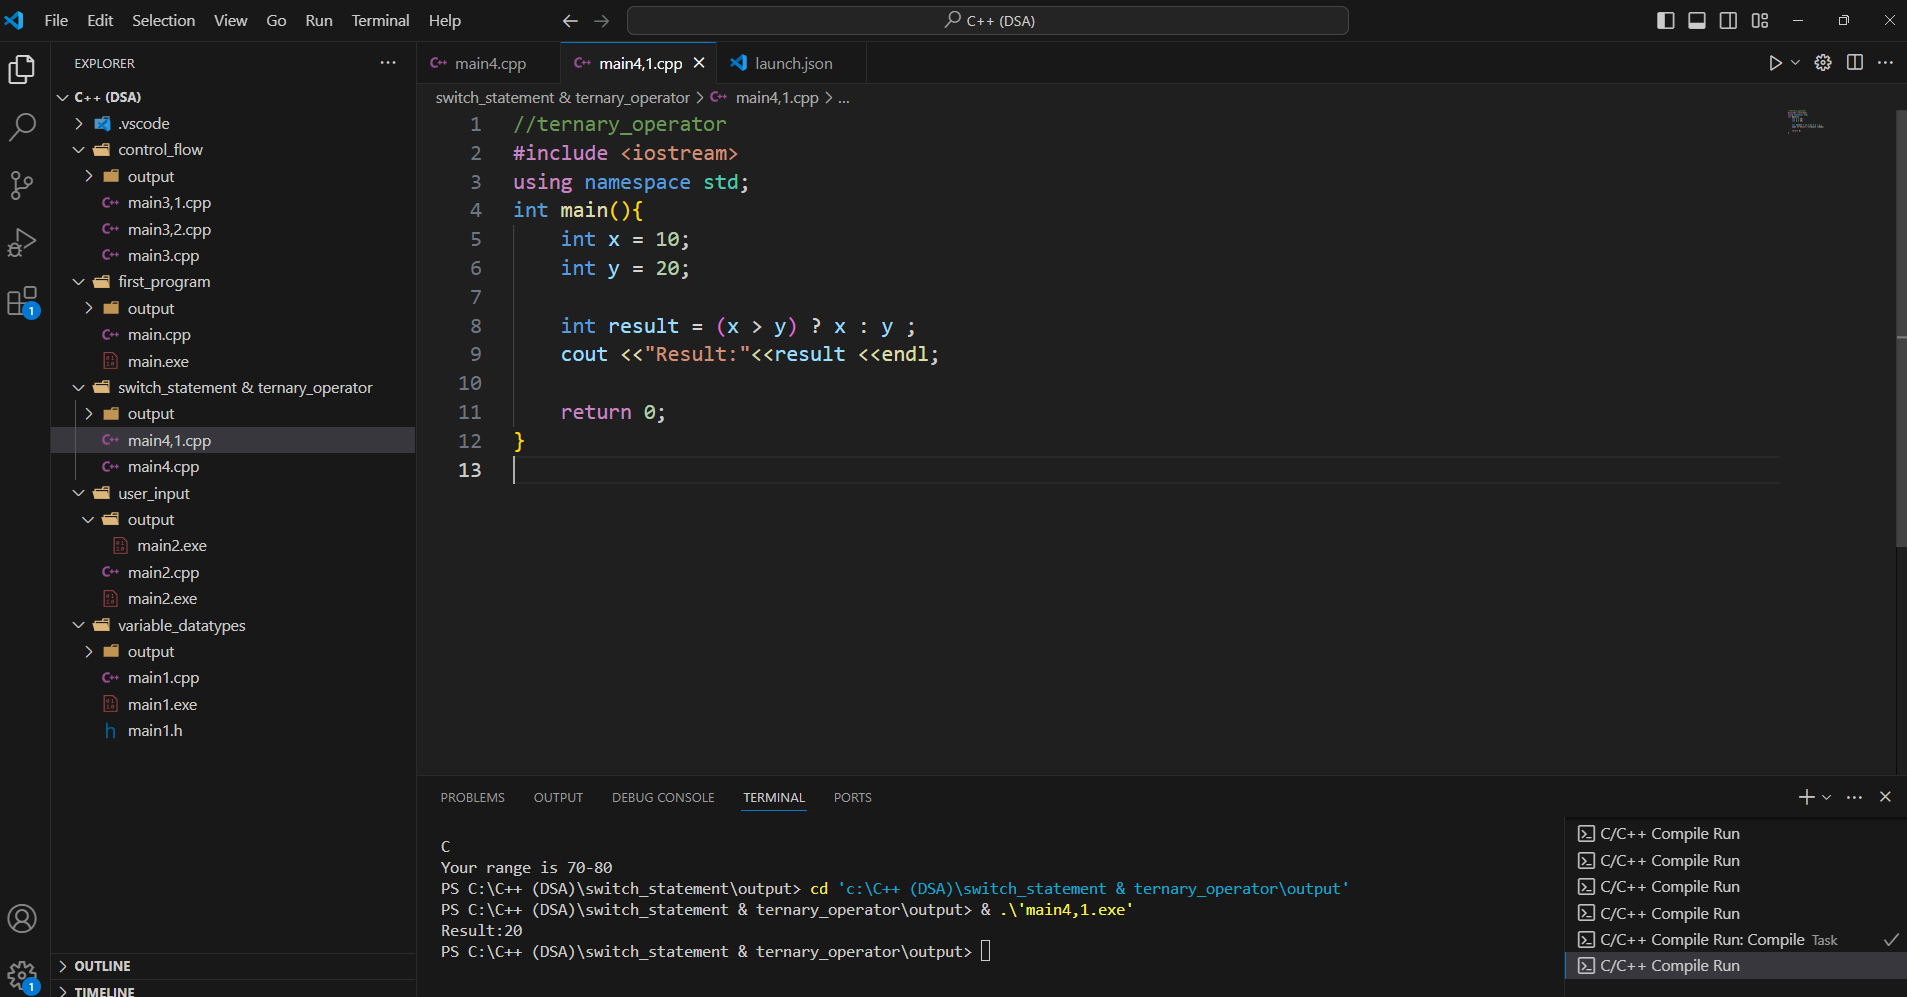 File Edit Selection View Go Run Terminal Help
C++ (DSA)
EXPLORER
C++ (DSA)
.vscode
control_flow
output
main3,1.cpp
main3,2.cpp
main3.cpp
first_program
output
main.cpp
main.exe
switch_statement & ternary_operator
output
main4,1.cpp
main4.cpp
user_input
output
main2.exe
main2.cpp
main2.exe
variable_datatypes
output
main1.cpp
main1.exe
main1.h
OUTLINE
TIMELINE
1
1
main4.cpp main4,1.cpp launch.json
switch_statement & ternary_operator > main4,1.cpp > ...
1 //ternary_operator
2 #include <iostream>
3 using namespace std;
4 int main(){
5 int x = 10;
6 int y = 20;
7
8 int result = (x > y) ? x : y ;
9 cout <<"Result:"<<result <<endl;
10
11 return 0;
12 }
13
PROBLEMS OUTPUT DEBUG CONSOLE TERMINAL PORTS
C
Your range is 70-80
PS C:\C++ (DSA)\switch_statement\output> cd 'c:\C++ (DSA)\switch_statement & ternary_operator\output'
PS C:\C++ (DSA)\switch_statement & ternary_operator\output> & .\'main4,1.exe'
Result:20
PS C:\C++ (DSA)\switch_statement & ternary_operator\output>
C/C++ Compile Run
C/C++ Compile Run
C/C++ Compile Run
C/C++ Compile Run
C/C++ Compile Run: Compile Task
C/C++ Compile Run